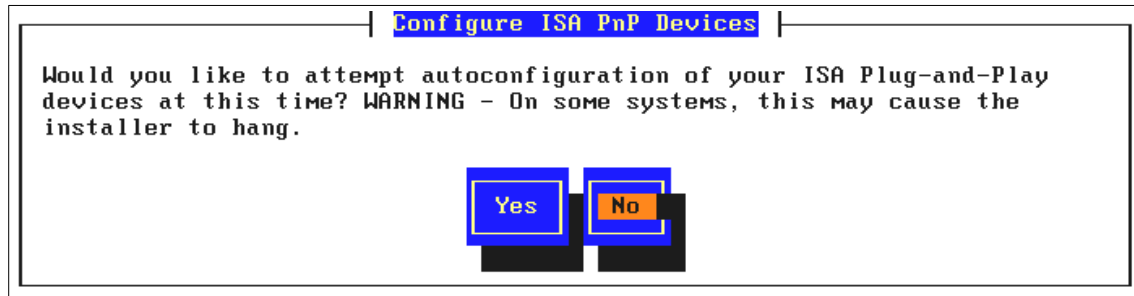 Configure ISA PnP Devices
Would you like to attempt autoconfiguration of your ISA Plug-and-Play
devices at this time? WARNING - On some systems, this may cause the
installer to hang.
Yes No